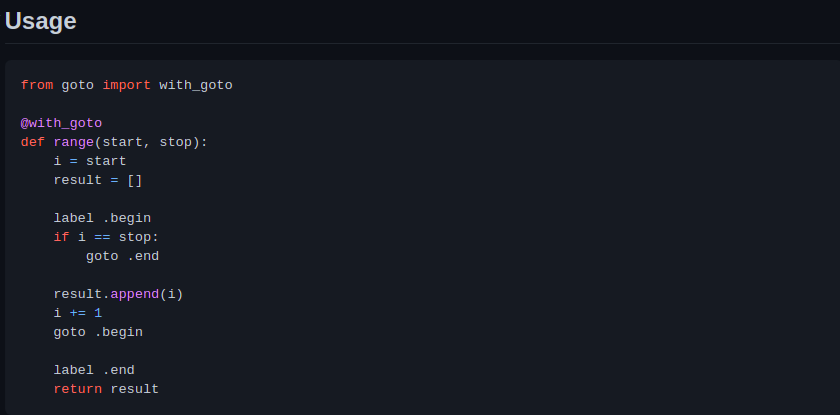 Usage
from goto import with_goto
@with_goto
def range(start, stop):
    i = start
    result = []
    label .begin
    if i == stop:
        goto .end
    result.append(i)
    i += 1
    goto .begin
    label .end
    return result